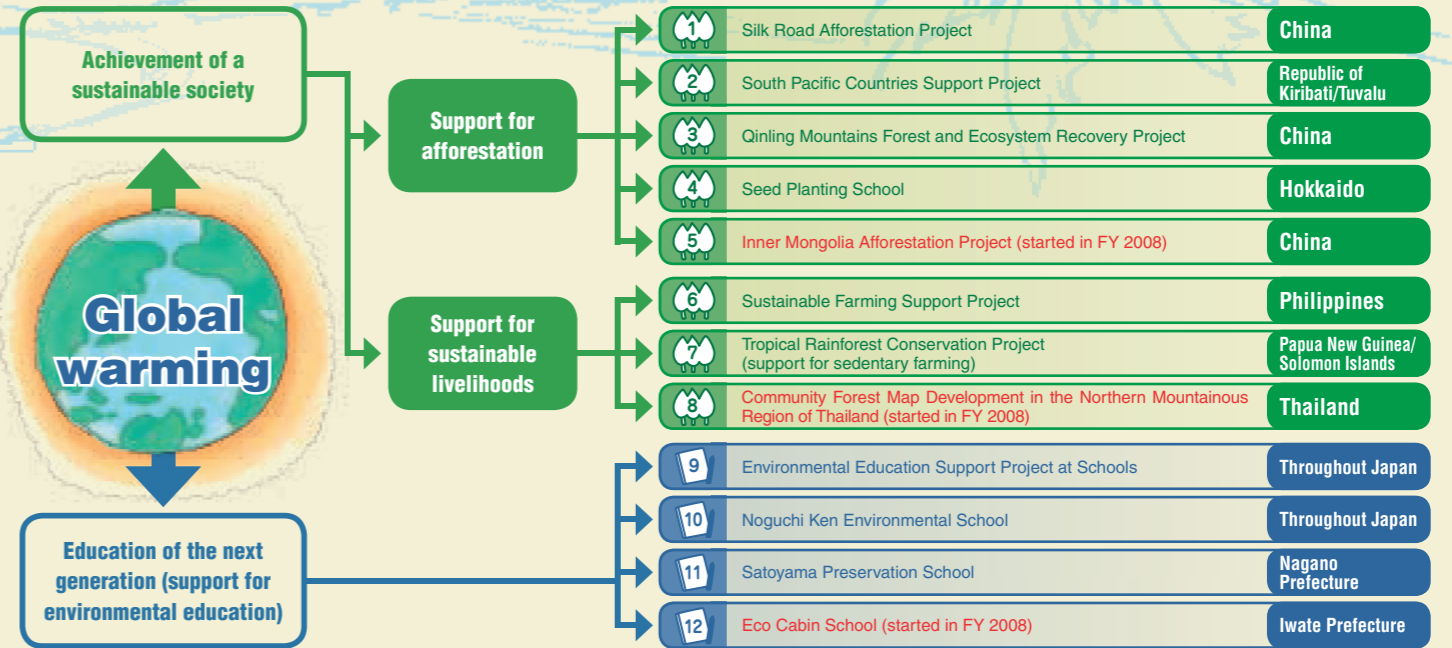 Achievement of a
sustainable society
Global
warming
Education of the next
generation (support for
environmental education)
Support for
afforestation
Support for
sustainable
livelihoods
1
Silk Road Afforestation Project
China
2
South Pacific Countries Support Project
Republic of
Kiribati/Tuvalu
3
Qinling Mountains Forest and Ecosystem Recovery Project
China
4
Seed Planting School
Hokkaido
5
Inner Mongolia Afforestation Project (started in FY 2008)
China
6
Sustainable Farming Support Project
Philippines
7
Tropical Rainforest Conservation Project
(support for sedentary farming)
Papua New Guinea/
Solomon Islands
8
Community Forest Map Development in the Northern Mountainous
Region of Thailand (started in FY 2008)
Thailand
9
Environmental Education Support Project at Schools
Throughout Japan
10
Noguchi Ken Environmental School
Throughout Japan
11
Satoyama Preservation School
Nagano
Prefecture
12
Eco Cabin School (started in FY 2008)
Iwate Prefecture